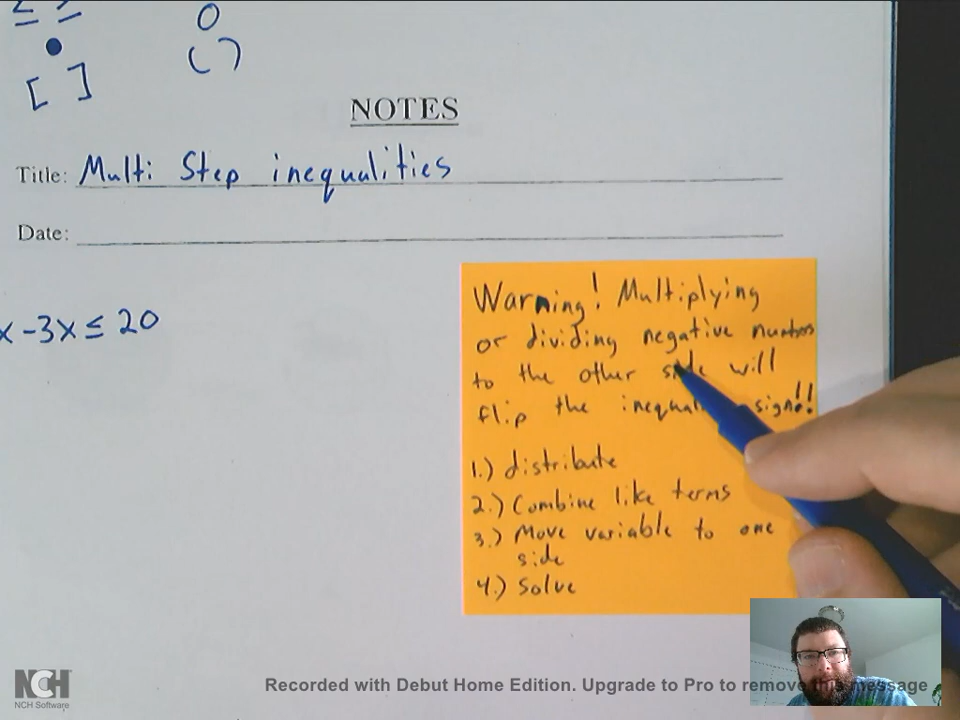 ≤ ≥ O
[ ] ( )
NOTES
Title: Multi Step inequalities
Date:
x -3x ≤ 20
Warning! Multiplying
or dividing negative numbers
to the other side will
flip the sign!!
1.) distribute
2.) Combine like terms
3.) Move variable to one
side
4.) Solve
NCH
NCH Software
Recorded with Debut Home Edition. Upgrade to Pro to remove this message